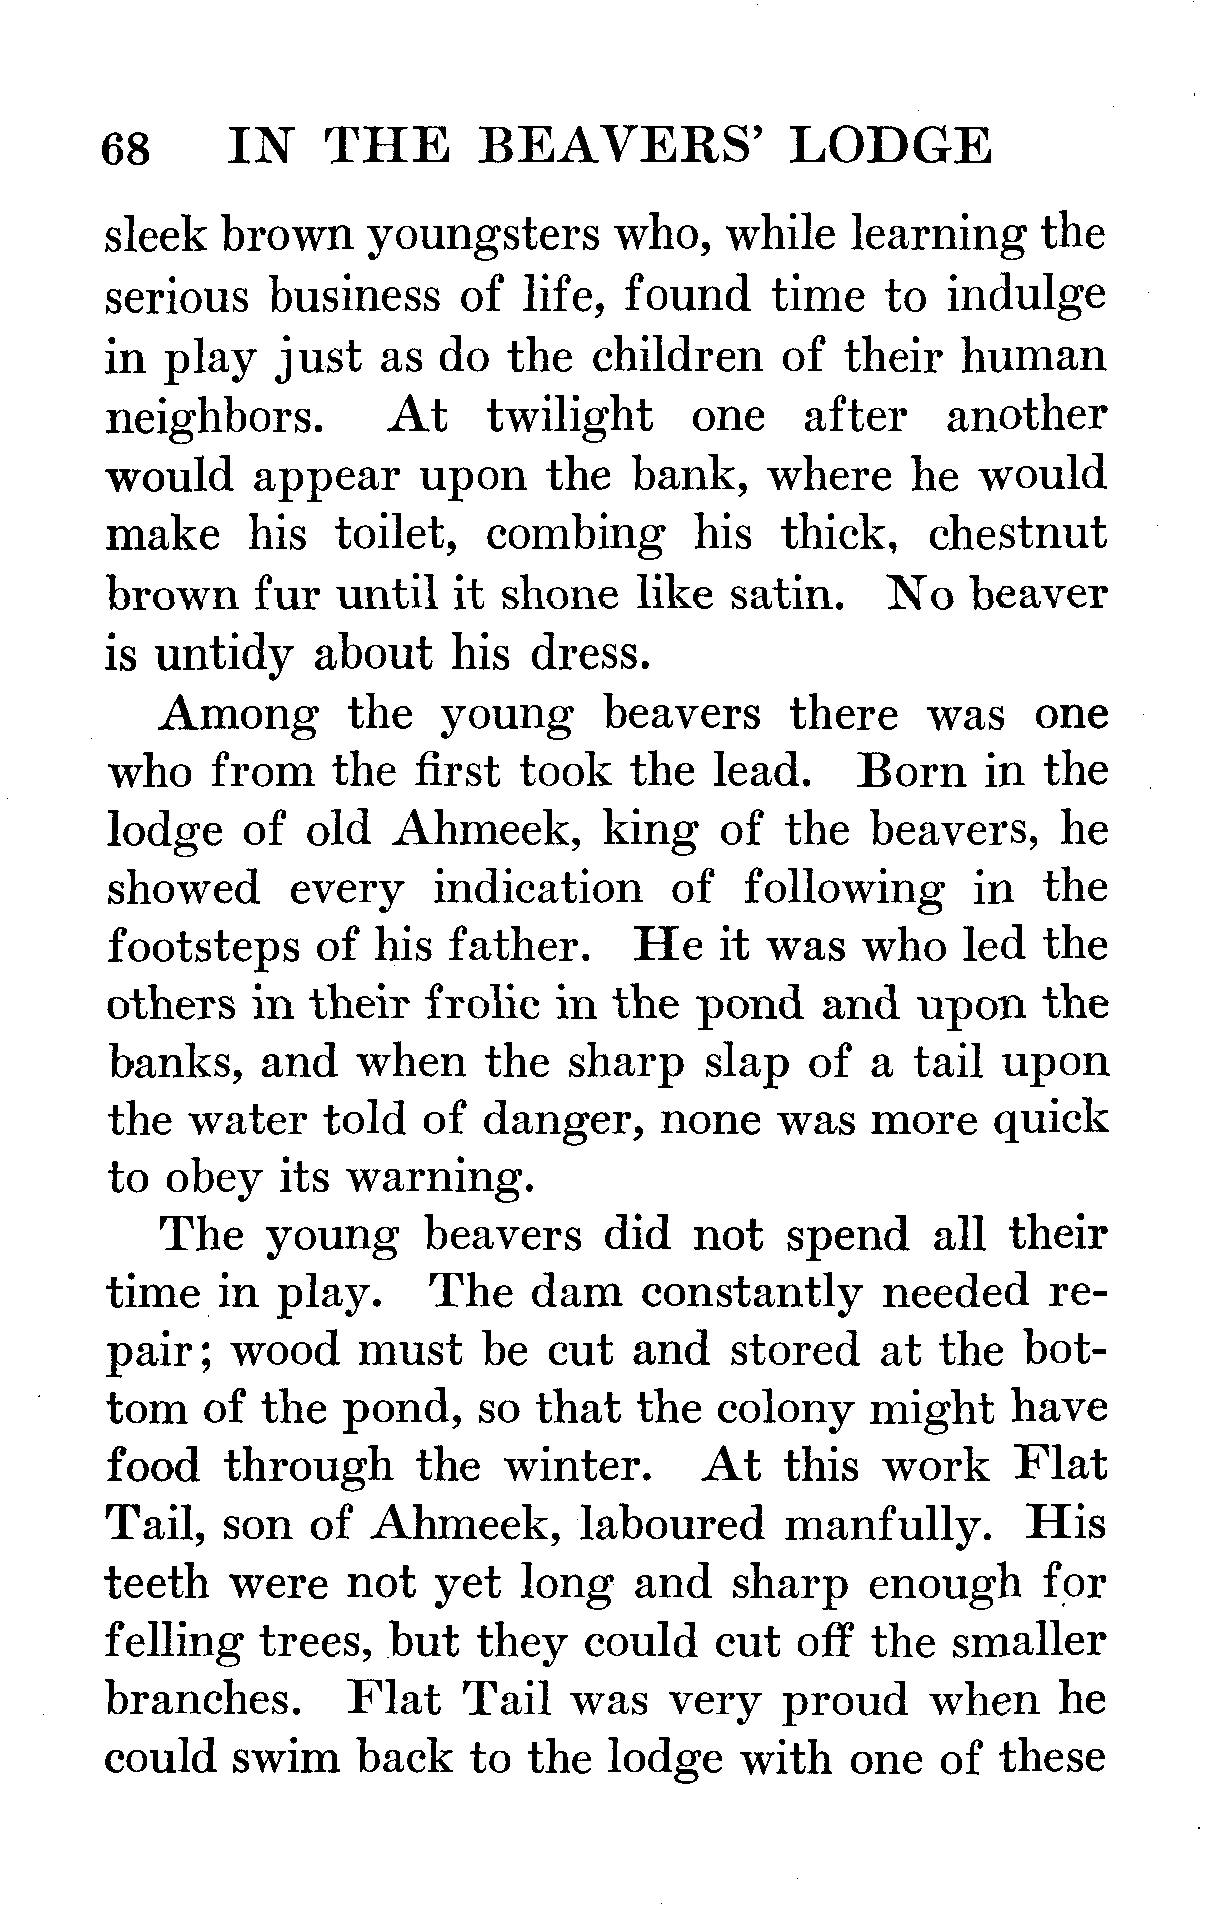 68 IN THE BEAVERS' LODGE
sleek brown youngsters who, while learning the
serious business of life, found time to indulge
in play just as do the children of their human
neighbors. At twilight one after another
would appear upon the bank, where he would
make his toilet, combing his thick, chestnut
brown fur until it shone like satin. No beaver
is untidy about his dress.
Among the young beavers there was one
who from the first took the lead. Born in the
lodge of old Ahmeek, king of the beavers, he
showed every indication of following in the
footsteps of his father. He it was who led the
others in their frolic in the pond and upon the
banks, and when the sharp slap of a tail upon
the water told of danger, none was more quick
to obey its warning.
The young beavers did not spend all their
time in play. The dam constantly needed re-
pair; wood must be cut and stored at the bot-
tom of the pond, so that the colony might have
food through the winter. At this work Flat
Tail, son of Ahmeek, laboured manfully. His
teeth were not yet long and sharp enough for
felling trees, but they could cut off the smaller
branches. Flat Tail was very proud when he
could swim back to the lodge with one of these